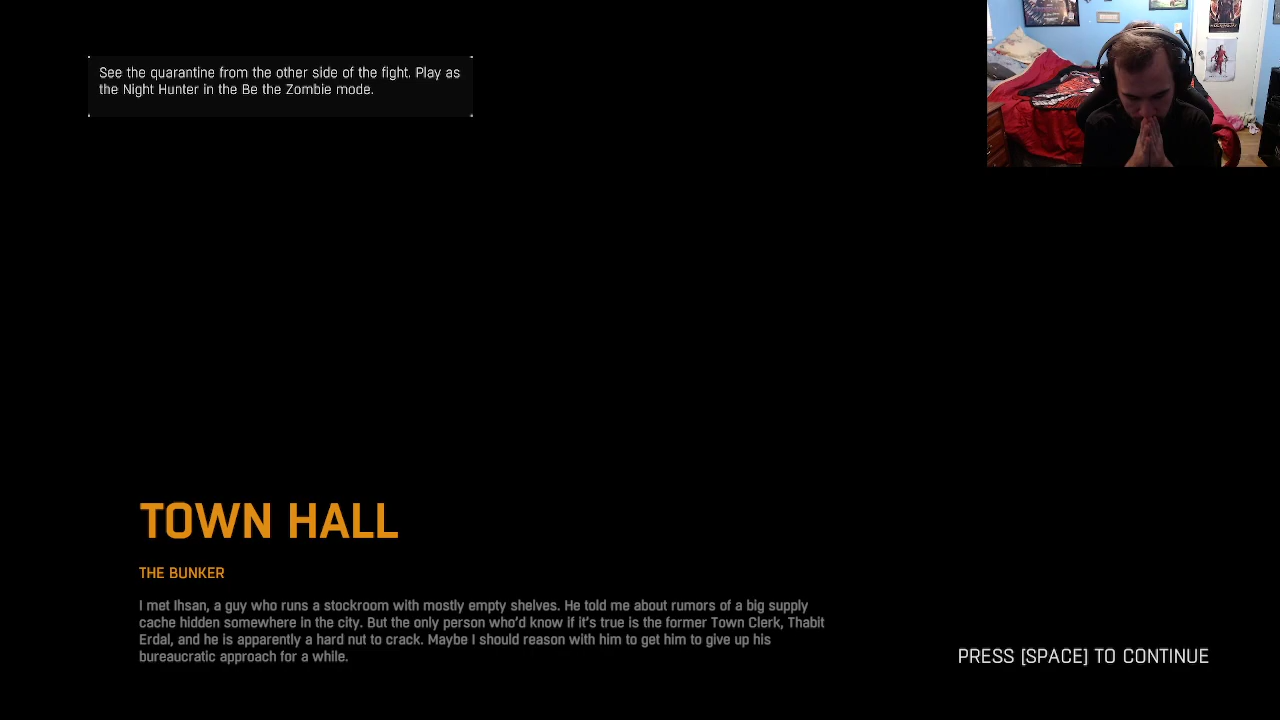 See the quarantine from the other side of the fight. Play as
the Night Hunter in the Be the Zombie mode.
TOWN HALL
THE BUNKER
I met Ihsan, a guy who runs a stockroom with mostly empty shelves. He told me about rumors of a big supply
cache hidden somewhere in the city. But the only person who'd know if it's true is the former Town Clerk, Thabit
Erdal, and he is apparently a hard nut to crack. Maybe I should reason with him to get him to give up his
bureaucratic approach for a while.
PRESS [SPACE] TO CONTINUE